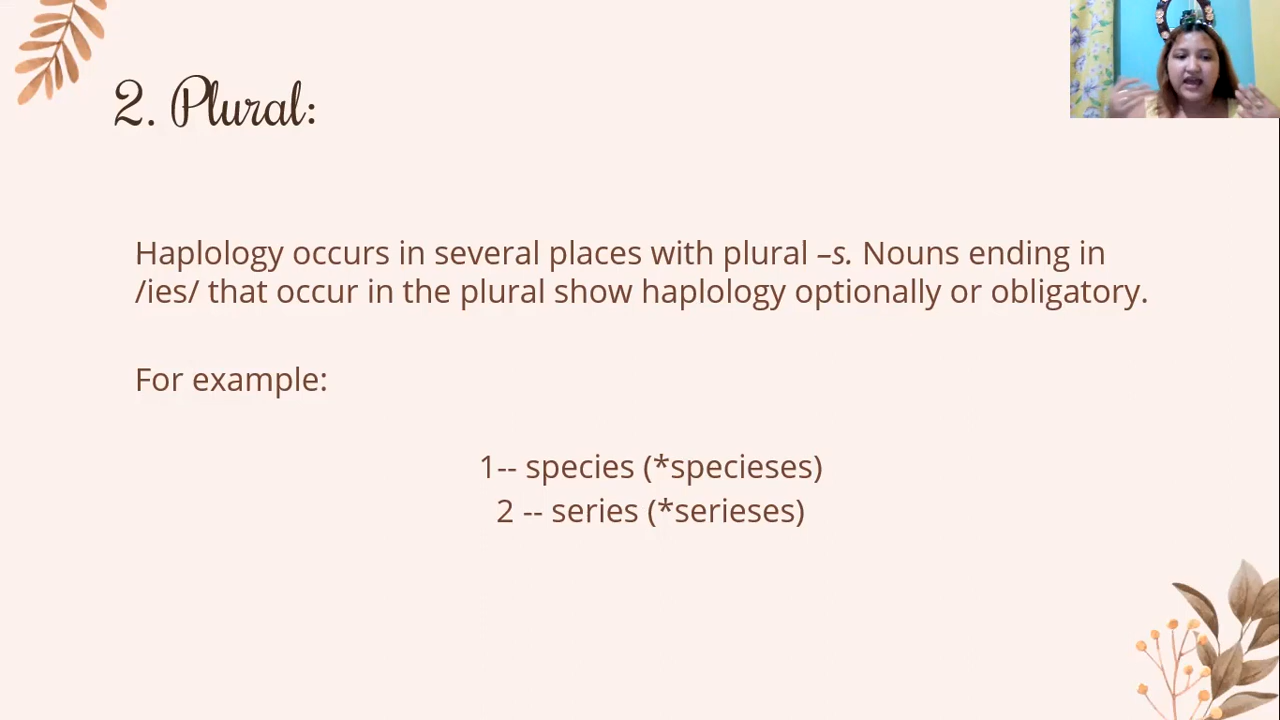 2. Plural:
Haplology occurs in several places with plural –s. Nouns ending in
/ies/ that occur in the plural show haplology optionally or obligatory.
For example:
1-- species (*specieses)
2 -- series (*serieses)